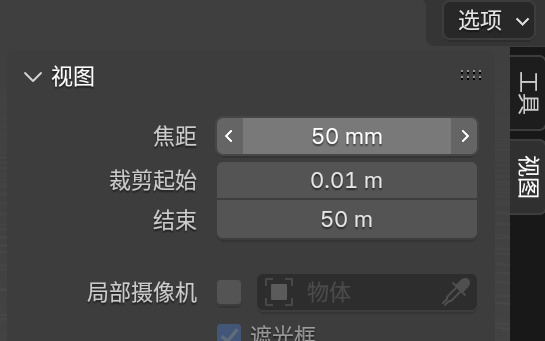 选项
视图
工具
焦距 50 mm
裁剪起始 0.01 m
视图
结束 50 m
局部摄像机 物体
遮光框